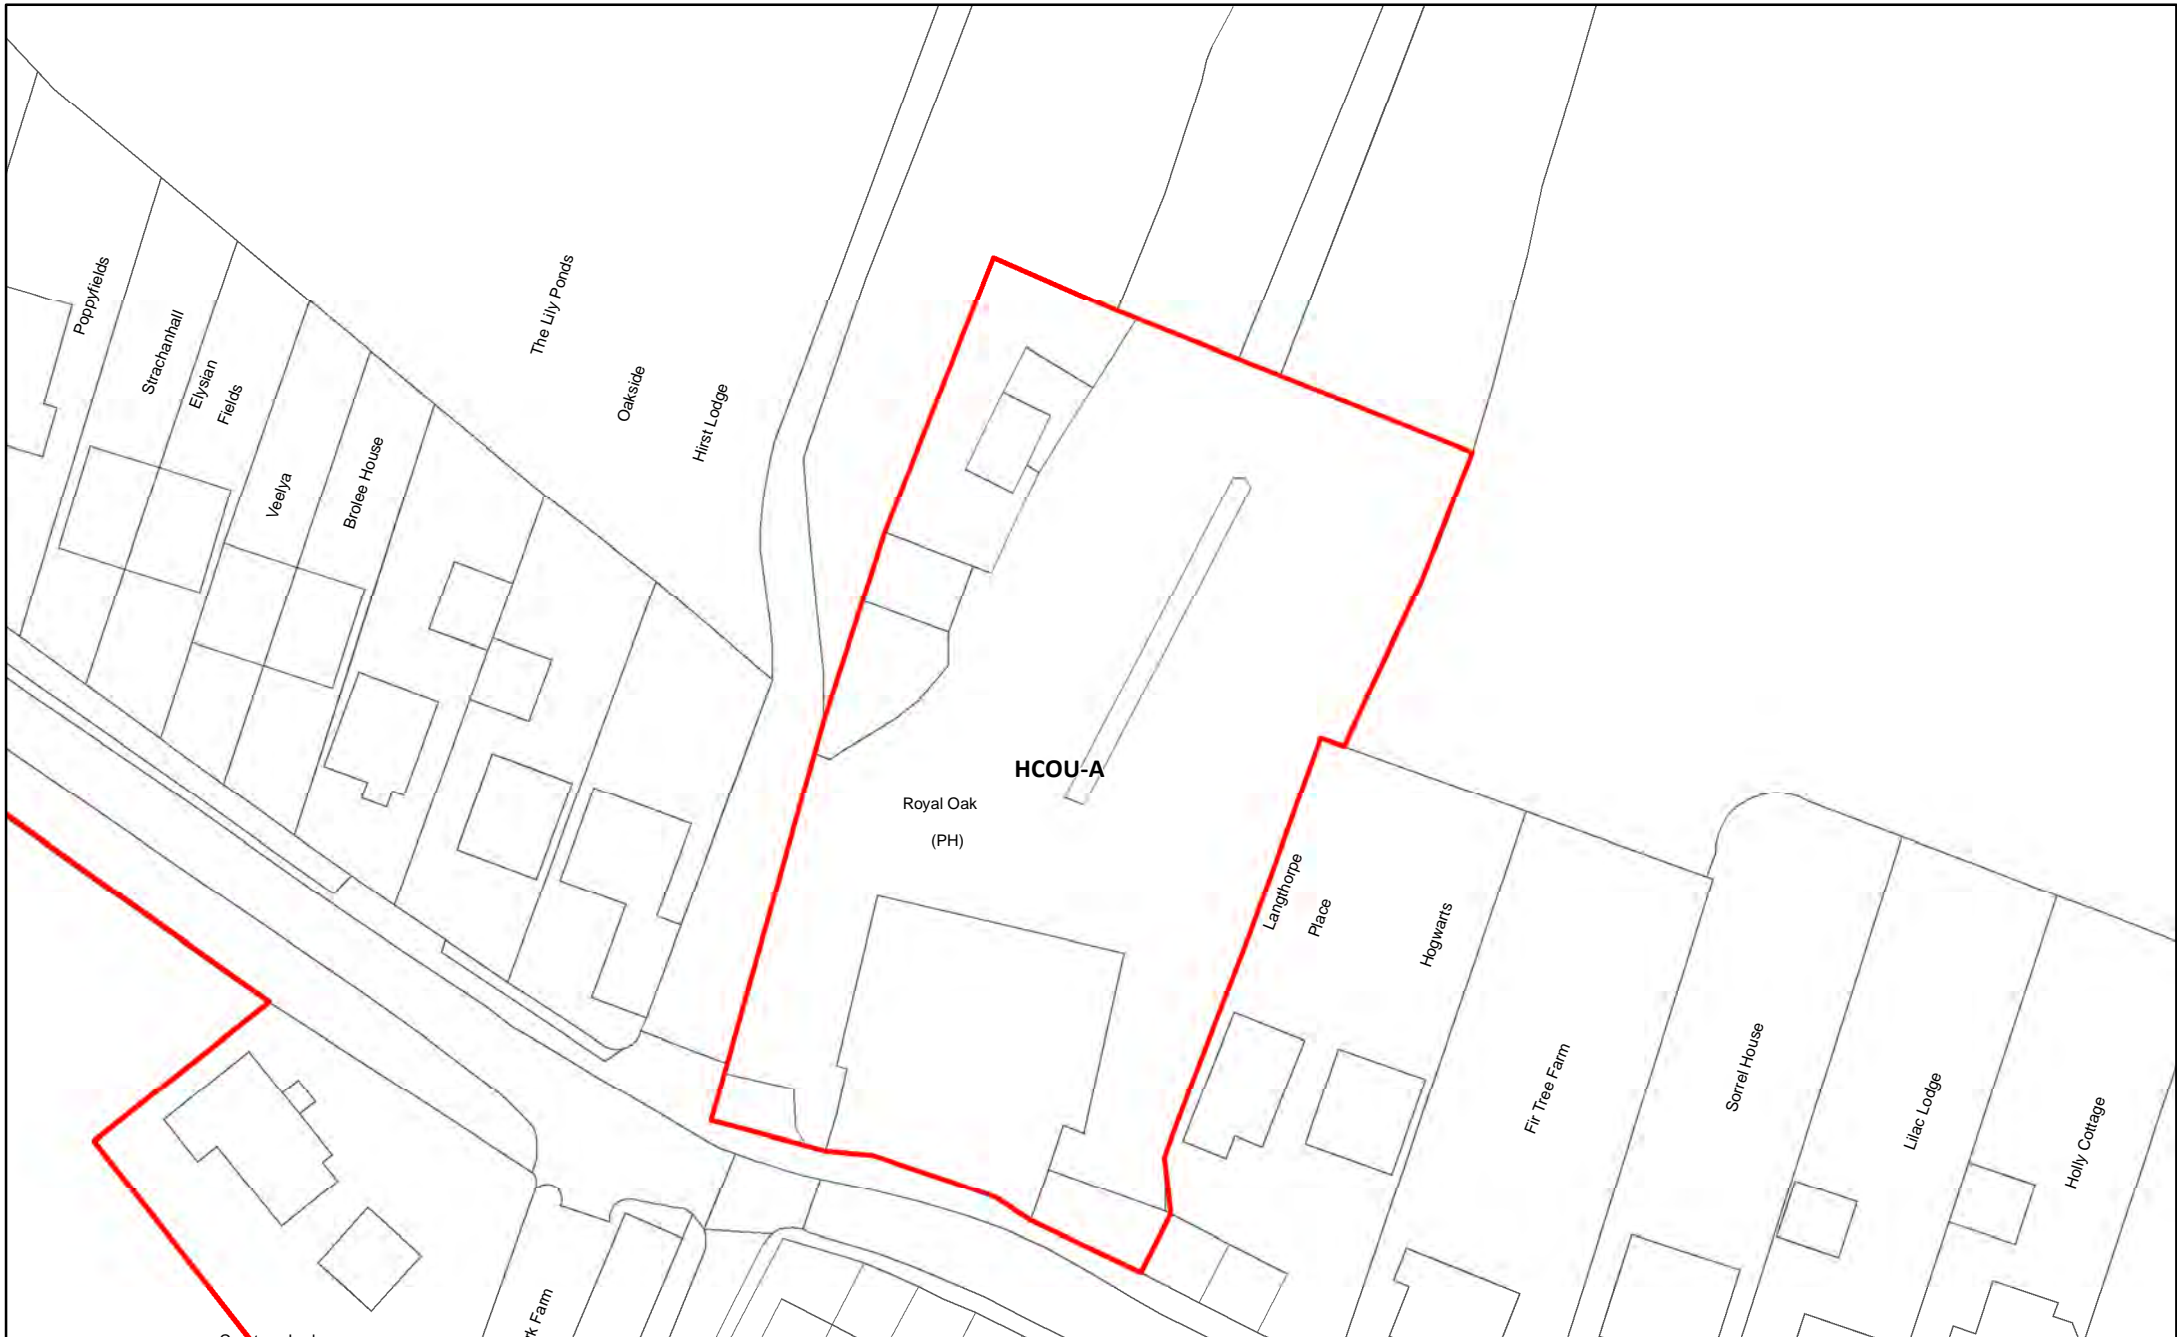 Poppyfields
Strachanhall
Elysian
Fields
Veelya
Brolee House
The Lily Ponds
Oakside
Hirst Lodge
HCOU-A
Royal Oak
(PH)
Langthorpe
Place
Hogwarts
Fir Tree Farm
Sorrel House
Lilac Lodge
Holly Cottage
Farm